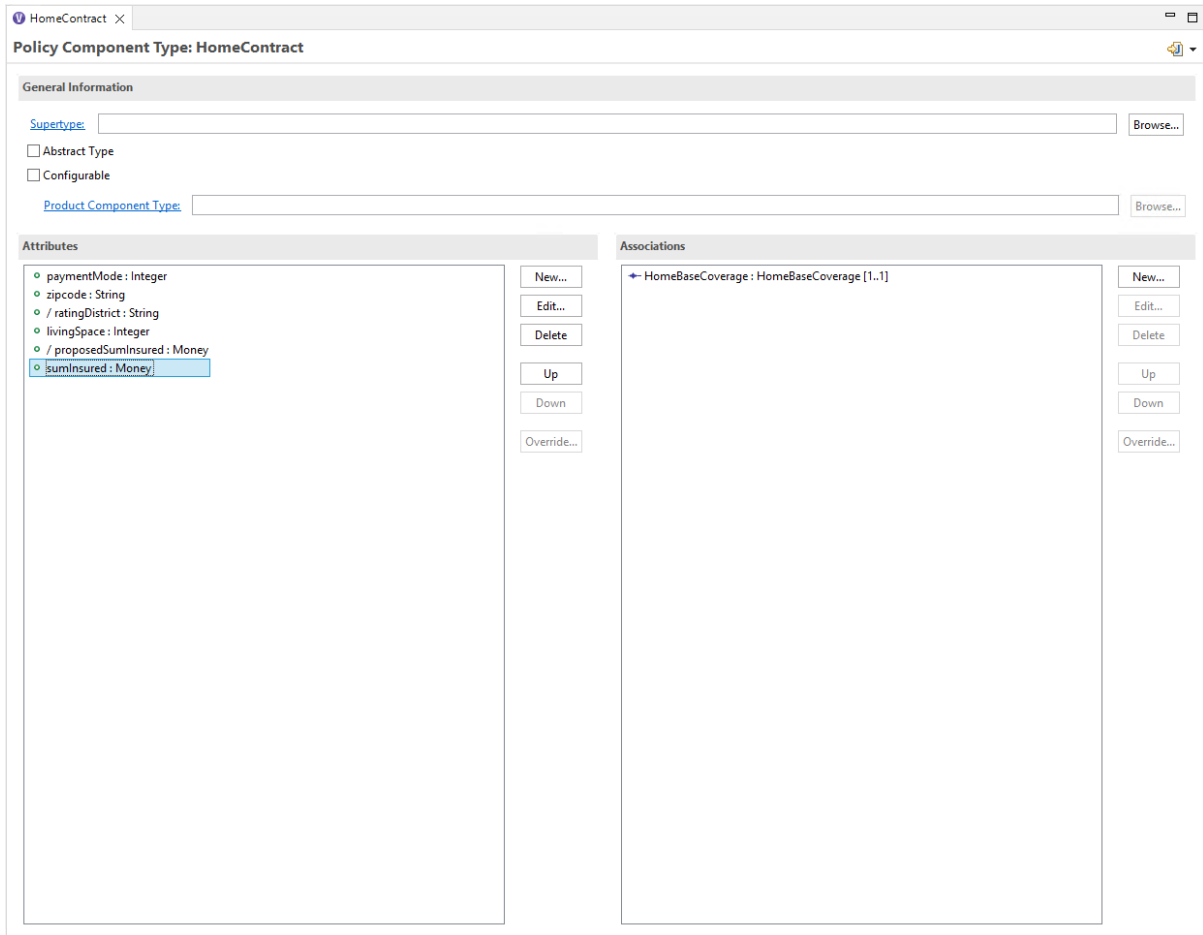 HomeContract
Policy Component Type: HomeContract
General Information
Supertype:
Browse...
Abstract Type
Configurable
Product Component Type:
Browse...
Attributes
paymentMode : Integer
zipcode : String
/ ratingDistrict : String
livingSpace : Integer
/ proposedSumInsured : Money
sumInsured : Money
New...
Edit...
Delete
Up
Down
Override...
Associations
HomeBaseCoverage : HomeBaseCoverage [1..1]
New...
Edit...
Delete
Up
Down
Override...